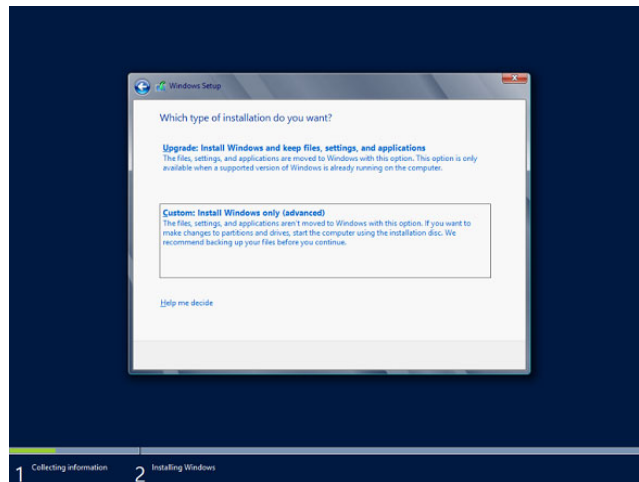 Windows Setup
Which type of installation do you want?
Upgrade: Install Windows and keep files, settings, and applications
The files, settings, and applications are moved to Windows with this option. This option is only
available when a supported version of Windows is already running on the computer.
Custom: Install Windows only (advanced)
The files, settings, and applications aren't moved to Windows with this option. If you want to
make changes to partitions and drives, start the computer using the installation disc. We
recommend backing up your files before you continue.
Help me decide
1 Collecting information 2 Installing Windows